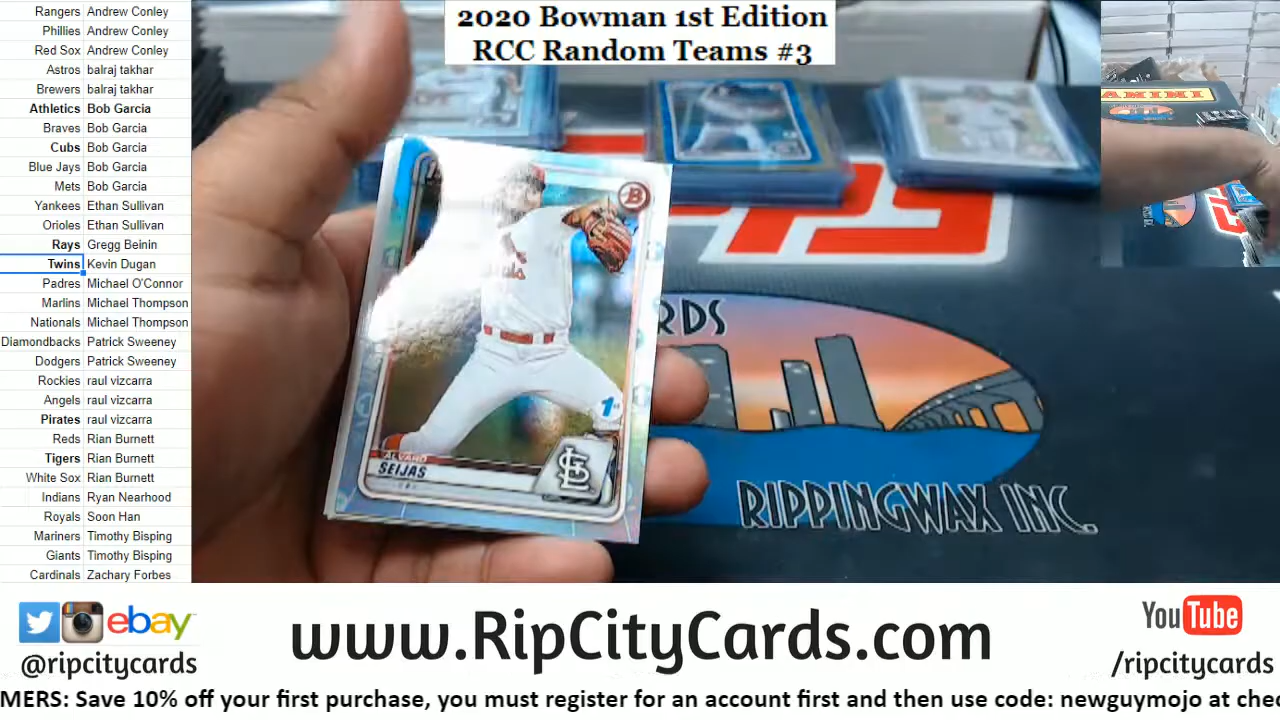 2020 Bowman 1st Edition
RCC Random Teams #3
Rangers Andrew Conley
Phillies Andrew Conley
Red Sox Andrew Conley
Astros balraj takhar
Brewers balraj takhar
Athletics Bob Garcia
Braves Bob Garcia
Cubs Bob Garcia
Blue Jays Bob Garcia
Mets Bob Garcia
Yankees Ethan Sullivan
Orioles Ethan Sullivan
Rays Gregg Beinin
Twins Kevin Dugan
Padres Michael O'Connor
Marlins Michael Thompson
Nationals Michael Thompson
Diamondbacks Patrick Sweeney
Dodgers Patrick Sweeney
Rockies raul vizcarra
Angels raul vizcarra
Pirates raul vizcarra
Reds Rian Burnett
Tigers Rian Burnett
White Sox Rian Burnett
Indians Ryan Nearhood
Royals Soon Han
Mariners Timothy Bisping
Giants Timothy Bisping
Cardinals Zachary Forbes
B
1st
ALVARO
SEIJAS
STL
RDS
RIPPINGWAX INC.
PANINI
ebay
@ripcitycards
www.RipCityCards.com
YouTube
/ripcitycards
MERS: Save 10% off your first purchase, you must register for an account first and then use code: newguymojo at chec